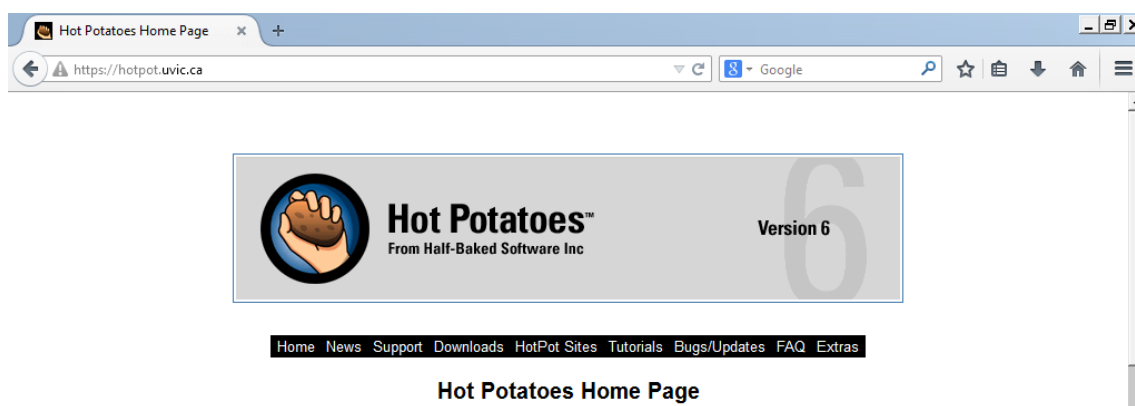 Hot Potatoes Home Page
https://hotpot.uvic.ca
8 Google
6
Hot Potatoes™
From Half-Baked Software Inc
Version 6
Home News Support Downloads HotPot Sites Tutorials Bugs/Updates FAQ Extras
Hot Potatoes Home Page